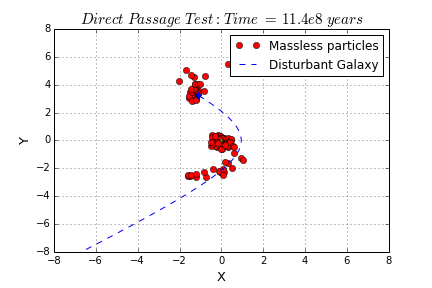 Direct Passage Test: Time = 11.4e8 years
Massless particles
Disturbant Galaxy
8
6
4
2
0
−2
−4
−6
−8
Y
−8 −6 −4 −2 0 2 4 6 8
X